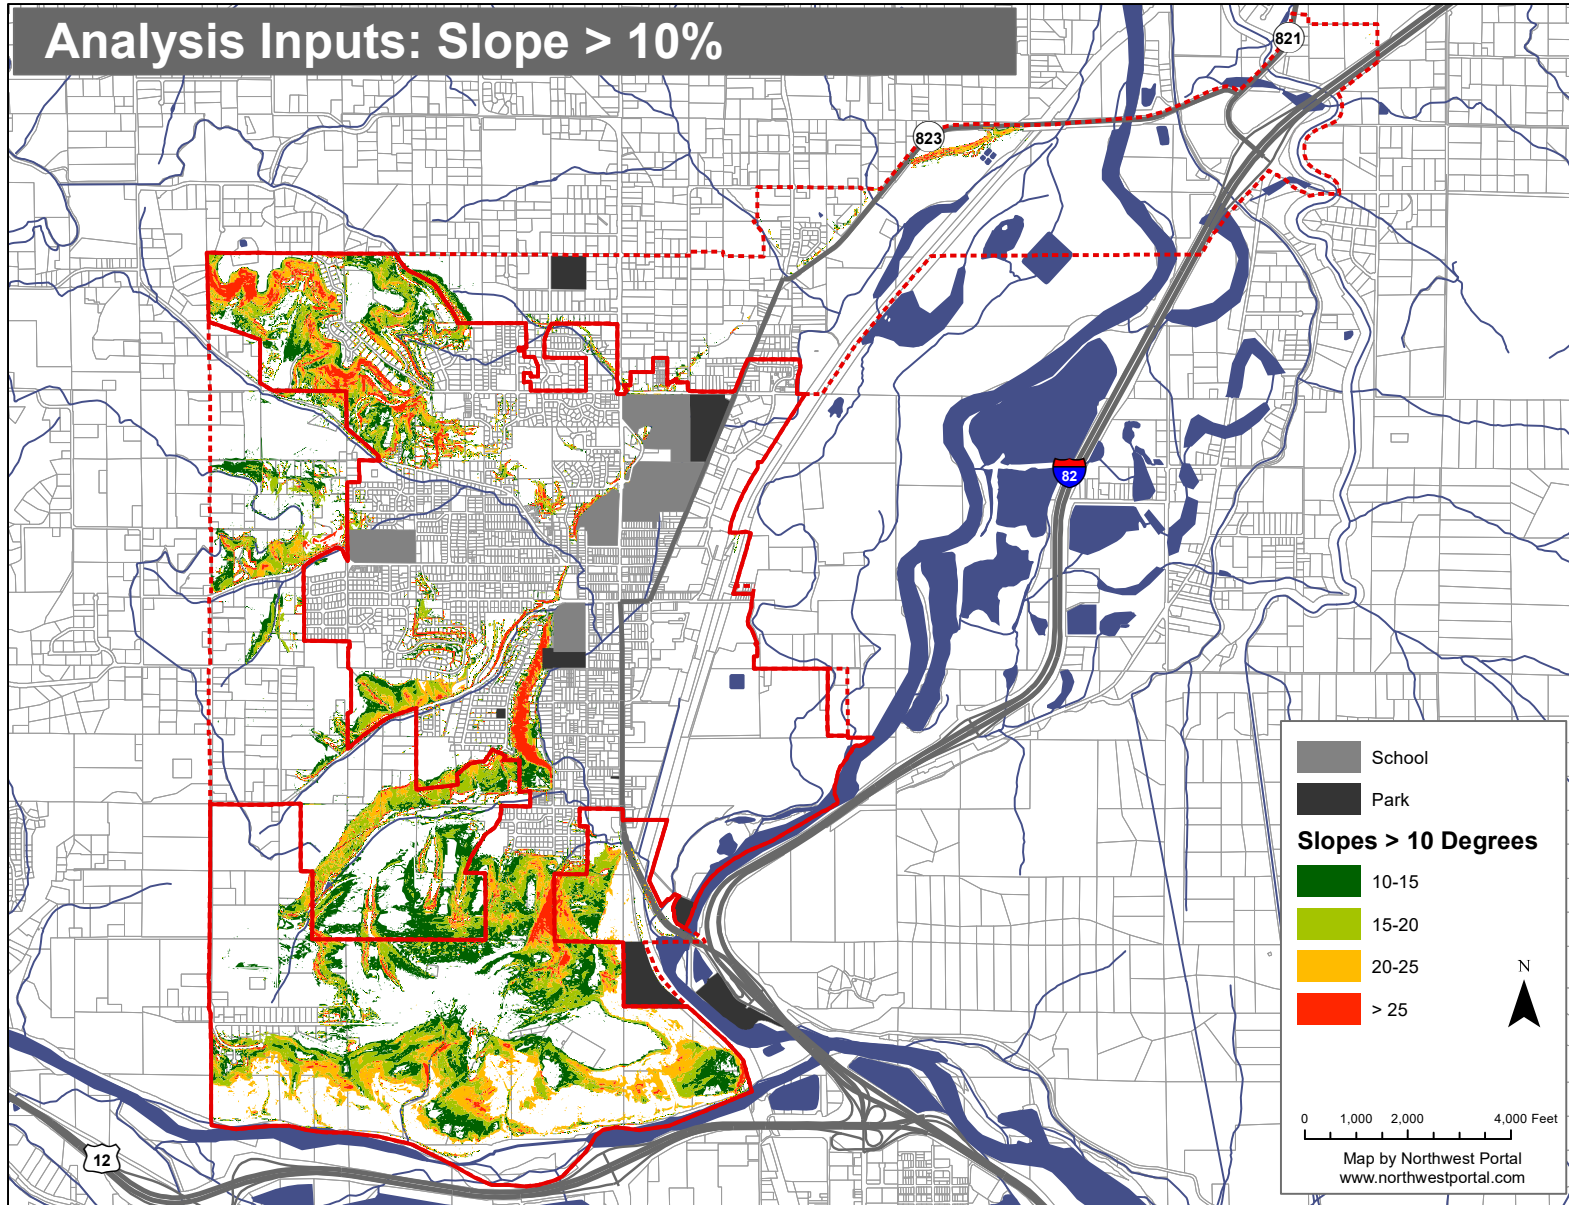 Analysis Inputs: Slope > 10%
821
823
82
12
School
Park
Slopes > 10 Degrees
10-15
15-20
20-25
> 25
N
0 1,000 2,000 4,000 Feet
Map by Northwest Portal
www.northwestportal.com